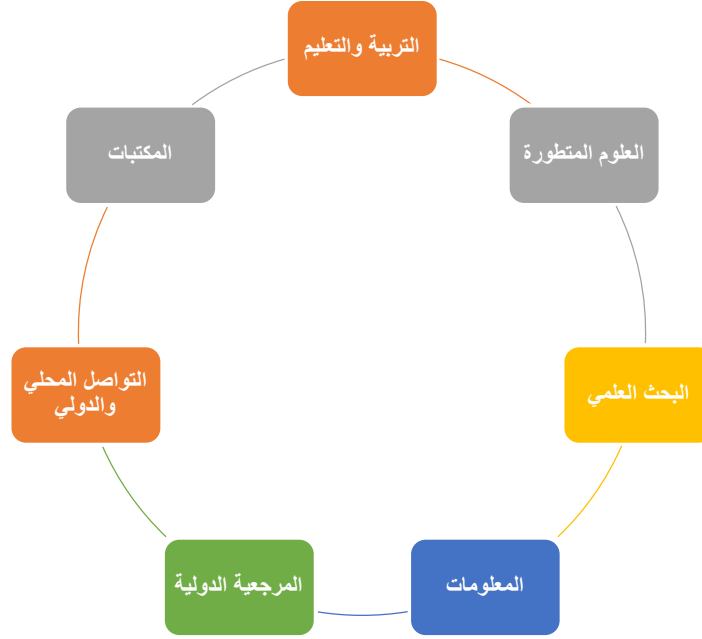 التربية والتعليم
العلوم المتطورة
البحث العلمي
المعلومات
المرجعية الدولية
التواصل المحلي
والدولي
المكتبات